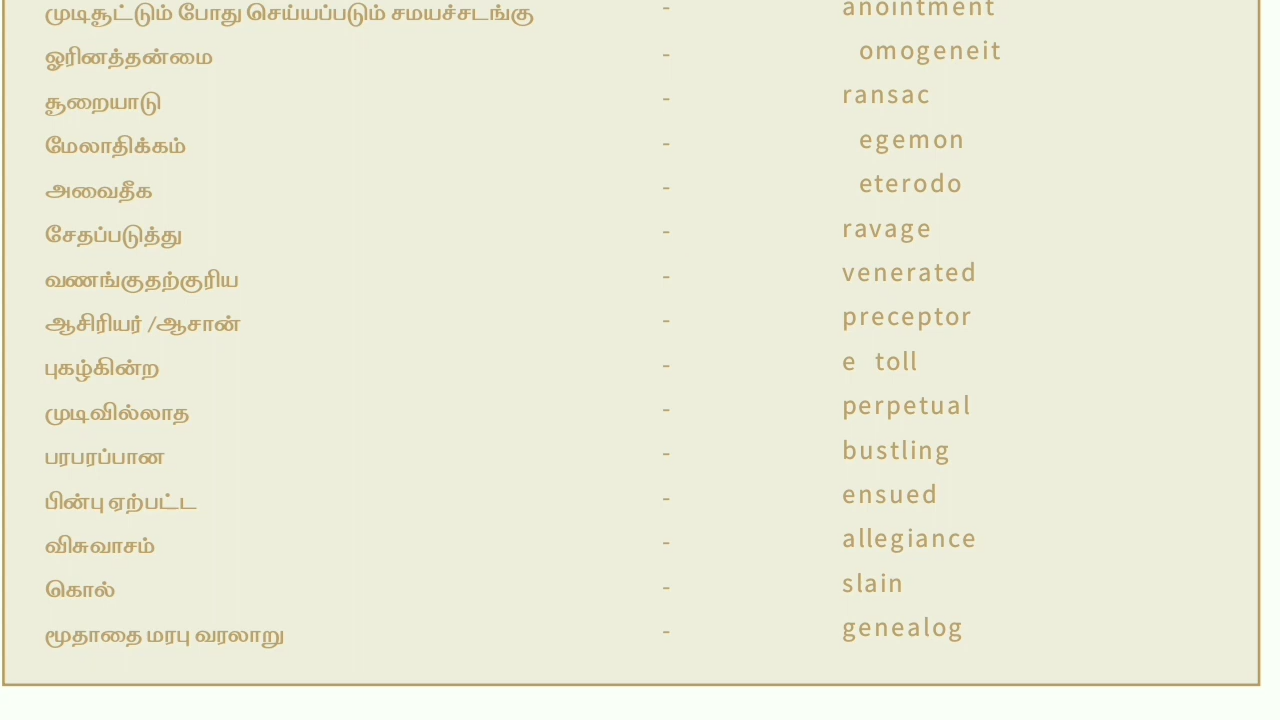 முடிசூட்டும் போது செய்யப்படும் சமயச்சடங்கு - anointment
ஓரினத்தன்மை - omogeneit
சூறையாடு - ransac
மேலாதிக்கம் - egemon
அவைதீக - eterodo
சேதப்படுத்து - ravage
வணங்குதற்குரிய - venerated
ஆசிரியர் /ஆசான் - preceptor
புகழ்கின்ற - e toll
முடிவில்லாத - perpetual
பரபரப்பான - bustling
பின்பு ஏற்பட்ட - ensued
விசுவாசம் - allegiance
கொல் - slain
மூதாதை மரபு வரலாறு - genealog